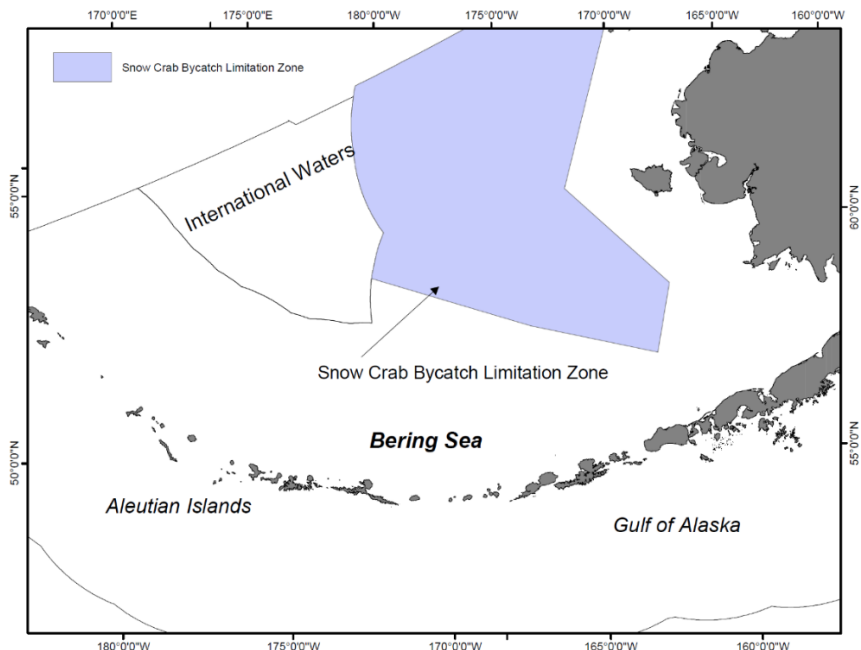 170°0'0"E 175°0'0"E 180°0'0"W 175°0'0"W 170°0'0"W 165°0'0"W 160°0'0"W
Snow Crab Bycatch Limitation Zone
International Waters
55°0'0"N
60°0'0"N
Snow Crab Bycatch Limitation Zone
Bering Sea
50°0'0"N
55°0'0"N
Aleutian Islands
Gulf of Alaska
180°0'0"W 175°0'0"W 170°0'0"W 165°0'0"W 160°0'0"W